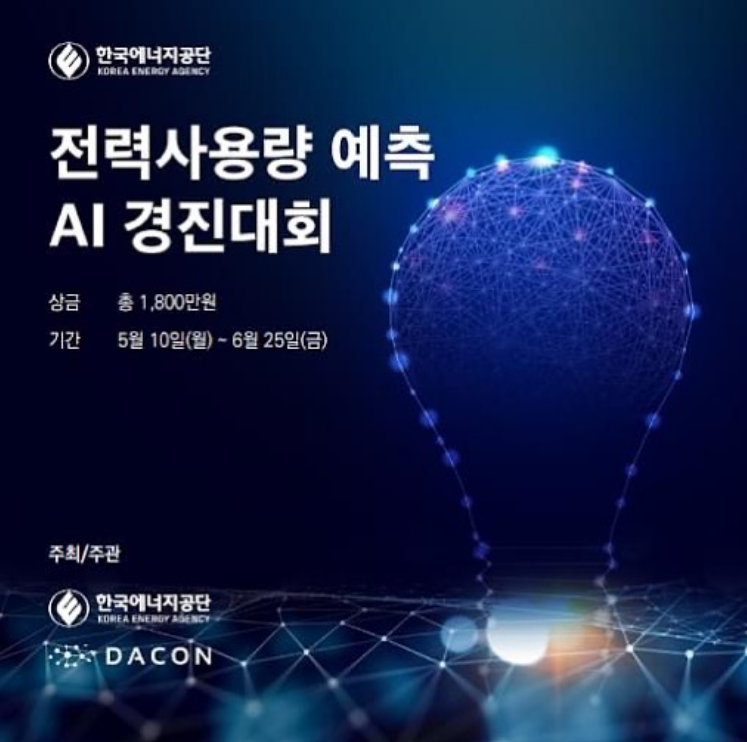 한국에너지공단
KOREA ENERGY AGENCY
전력사용량 예측
AI 경진대회
상금 총 1,800만원
기간 5월 10일(월) ~ 6월 25일(금)
주최/주관
한국에너지공단
KOREA ENERGY AGENCY
DACON